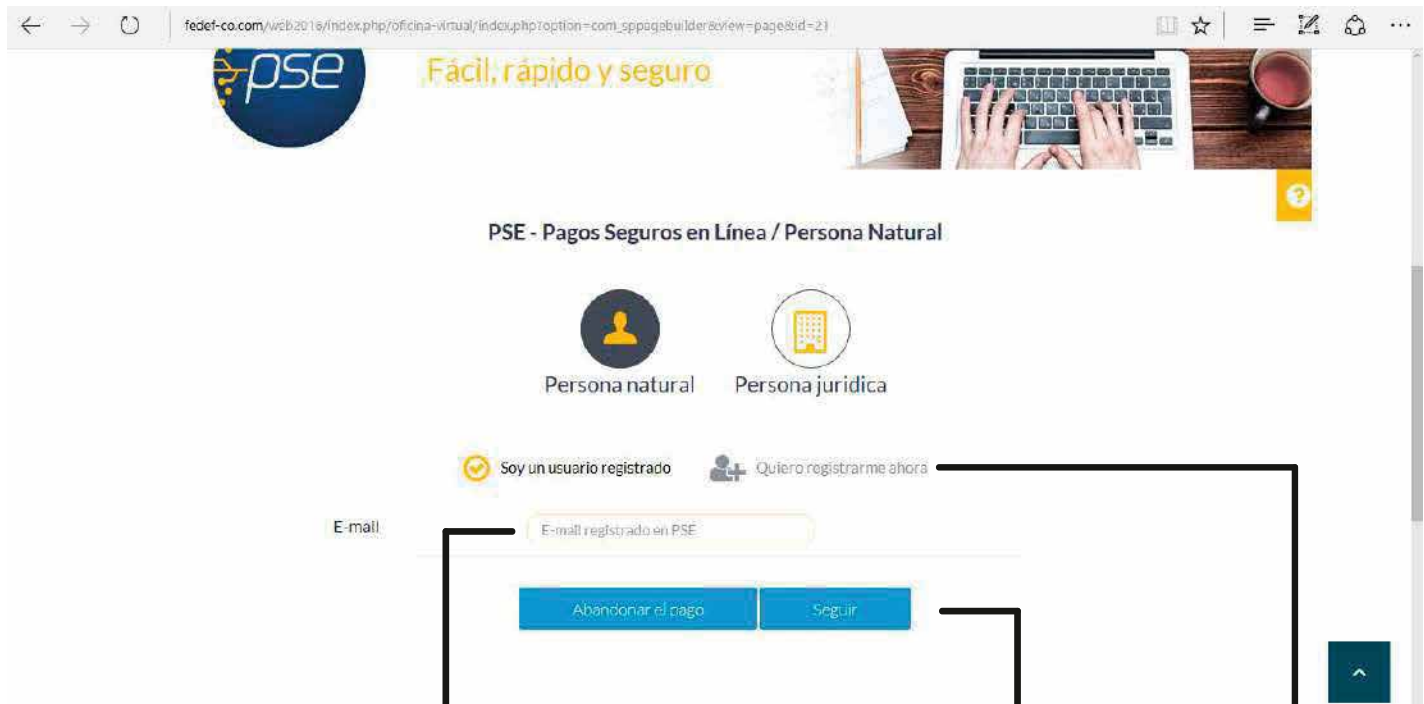 fedef-co.com/web2016/index.php/oficina-virtual/index.php?option=com_sppagebuilder&view=page&id=21
pse
Fácil, rápido y seguro
?
PSE - Pagos Seguros en Línea / Persona Natural
Persona natural Persona juridica
Soy un usuario registrado Quiero registrarme ahora
E-mail E-mail registrado en PSE
Abandonar el pago Seguir